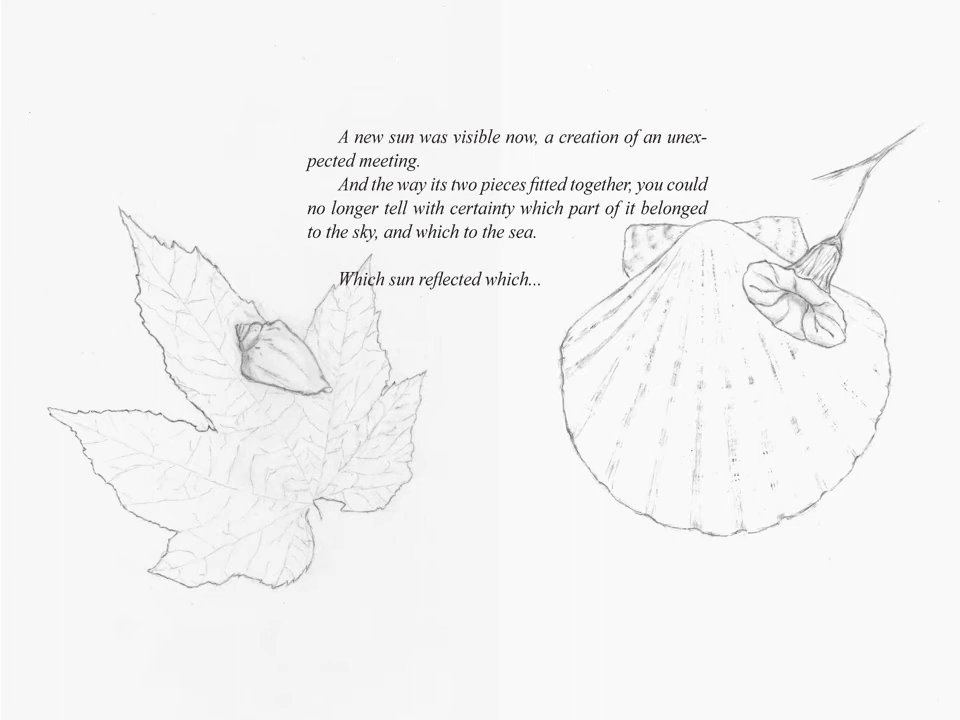 A new sun was visible now, a creation of an unex-
pected meeting.
And the way its two pieces fitted together, you could
no longer tell with certainty which part of it belonged
to the sky, and which to the sea.
Which sun reflected which...